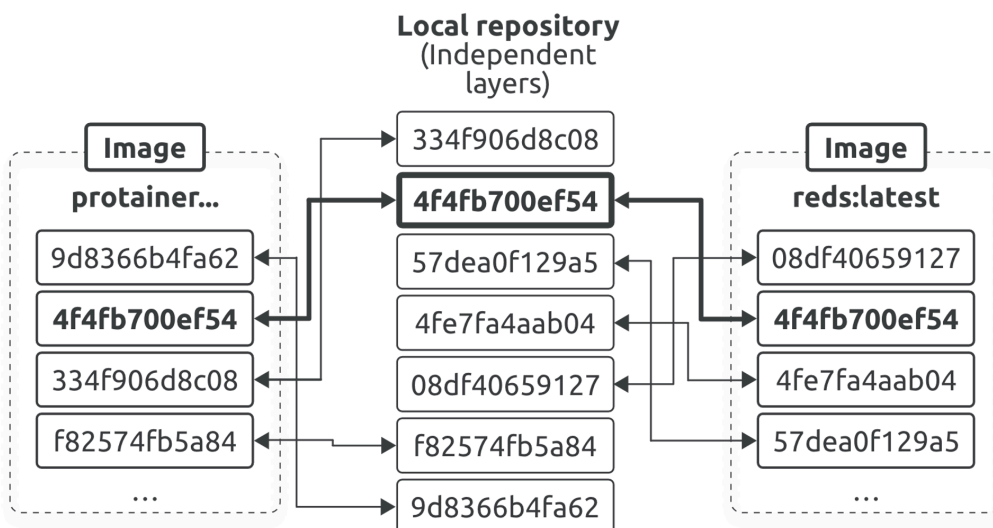 Local repository
(Independent
layers)
Image
protainer...
9d8366b4fa62
4f4fb700ef54
334f906d8c08
f82574fb5a84
...
334f906d8c08
4f4fb700ef54
57dea0f129a5
4fe7fa4aab04
08df40659127
f82574fb5a84
9d8366b4fa62
Image
reds:latest
08df40659127
4f4fb700ef54
4fe7fa4aab04
57dea0f129a5
...